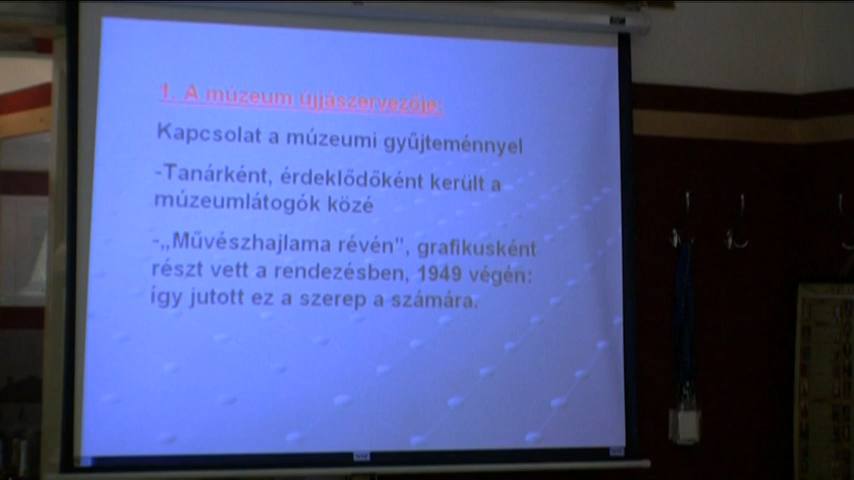 1. A múzeum újjászervezője:
Kapcsolat a múzeumi gyűjteménnyel
-Tanárként, érdeklődőként került a
múzeumlátogók közé
-„Művészhajlama révén”, grafikusként
részt vett a rendezésben, 1949 végén:
így jutott ez a szerep a számára.